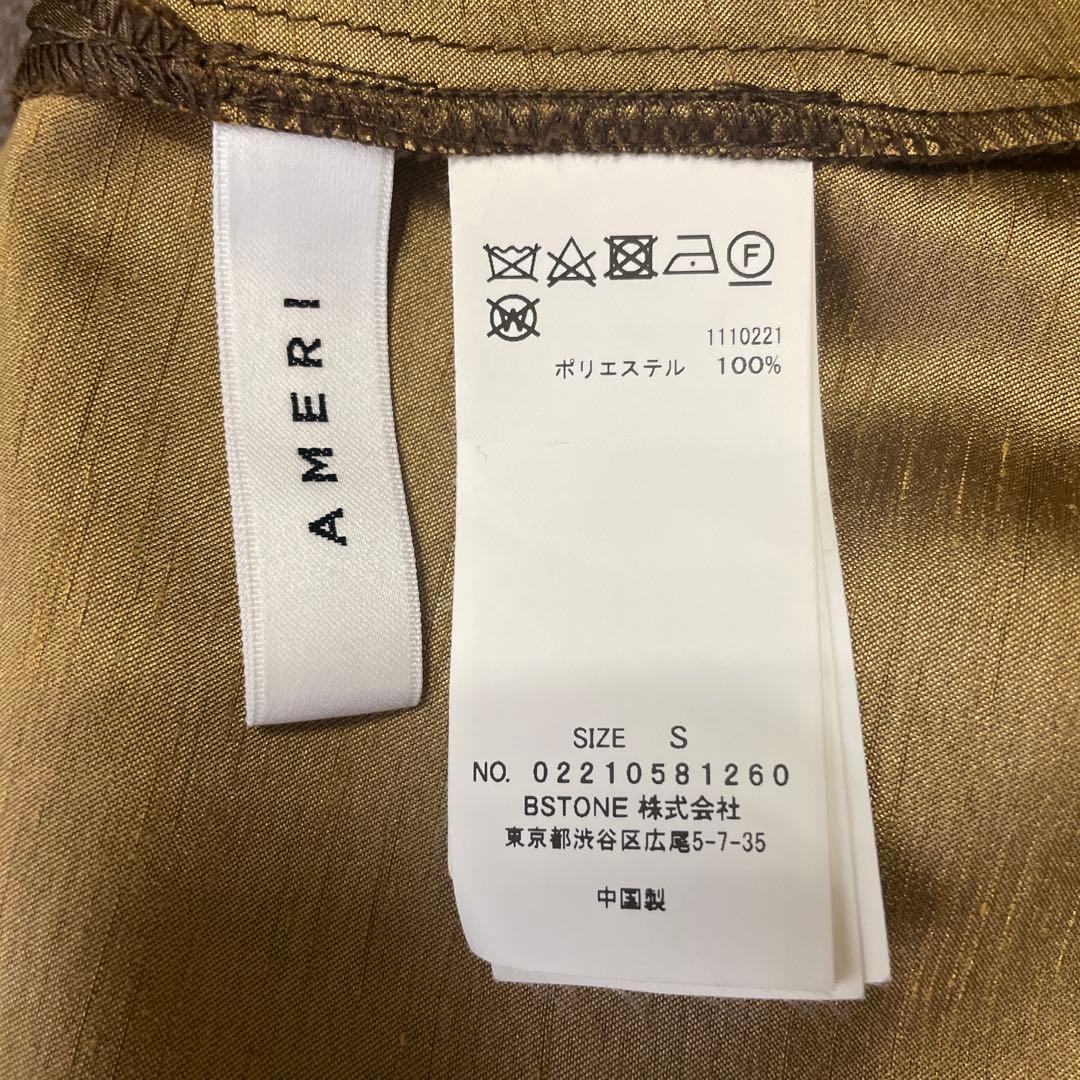 AMERI
F
W
1110221
ポリエステル 100%
SIZE S
NO. 02210581260
BSTONE 株式会社
東京都渋谷区広尾5-7-35
中国製